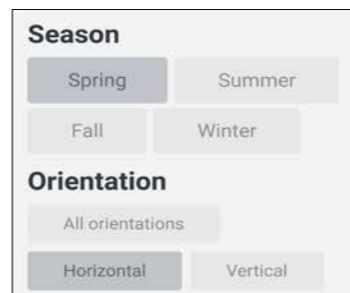 Season
Spring Summer
Fall Winter
Orientation
All orientations
Horizontal Vertical